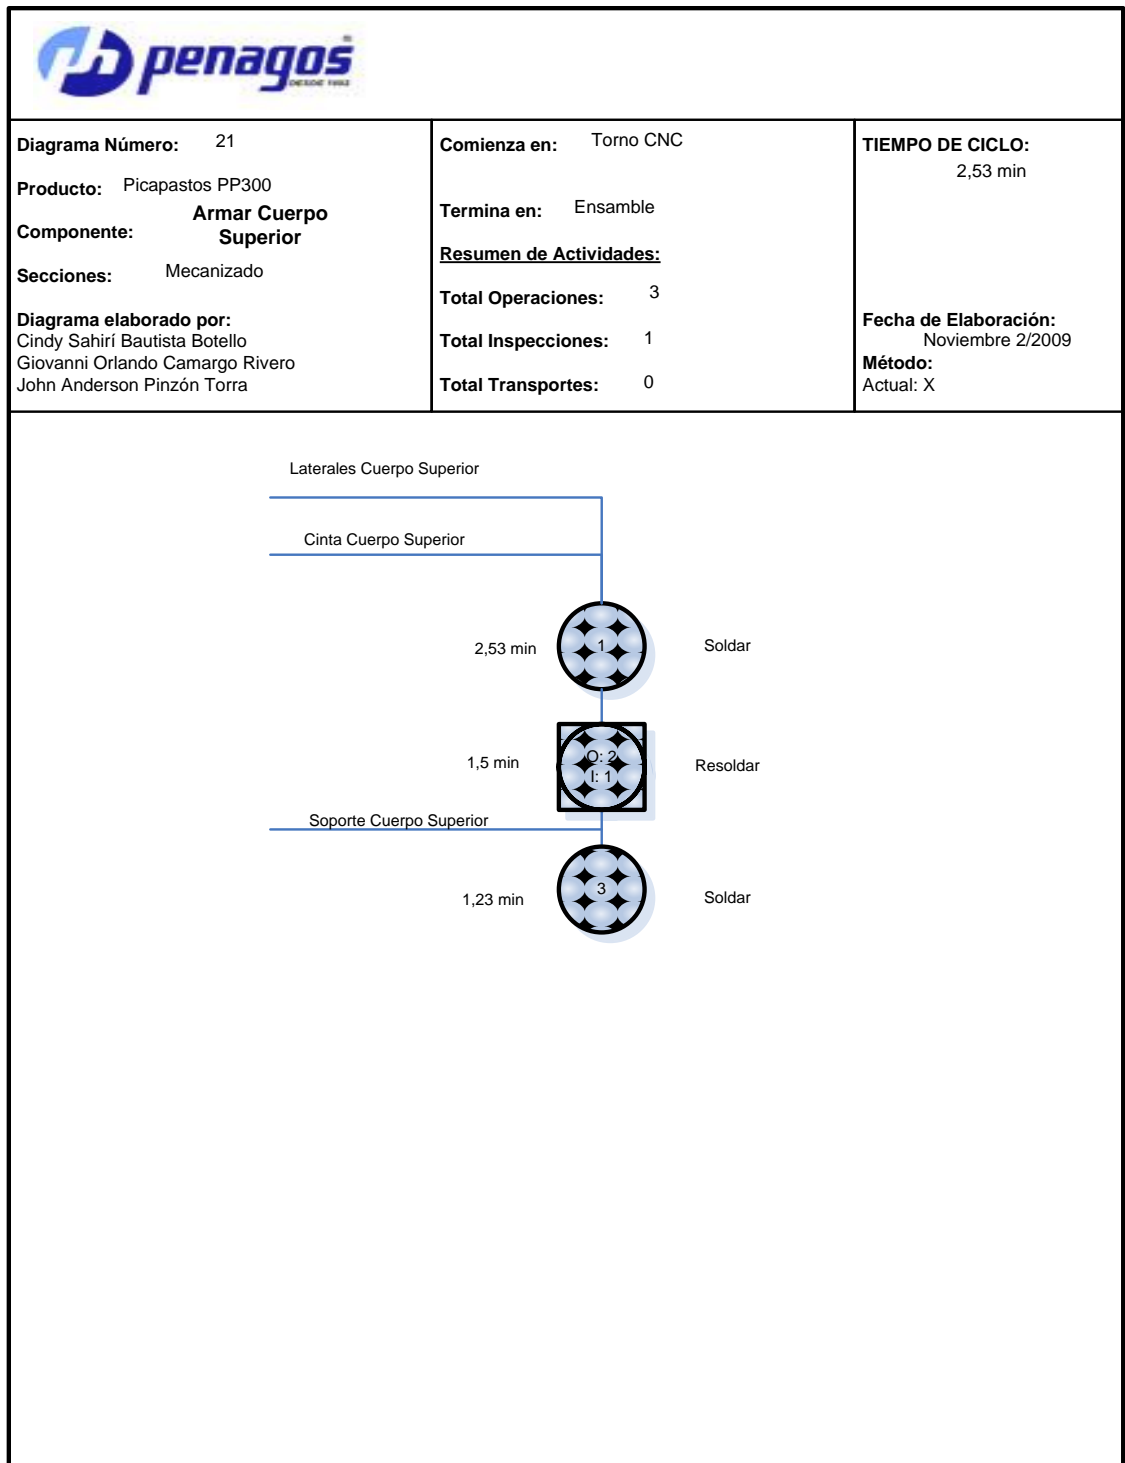 penagos
DESDE 1892
Diagrama Número: 21
Producto: Picapastos PP300
Componente: Armar Cuerpo
Superior
Secciones: Mecanizado
Diagrama elaborado por:
Cindy Sahirí Bautista Botello
Giovanni Orlando Camargo Rivero
John Anderson Pinzón Torra
Comienza en: Torno CNC
Termina en: Ensamble
Resumen de Actividades:
Total Operaciones: 3
Total Inspecciones: 1
Total Transportes: 0
TIEMPO DE CICLO:
2,53 min
Fecha de Elaboración:
Noviembre 2/2009
Método:
Actual: X
Laterales Cuerpo Superior
Cinta Cuerpo Superior
2,53 min 1 Soldar
1,5 min O: 2 Resoldar
I: 1
Soporte Cuerpo Superior
1,23 min 3 Soldar